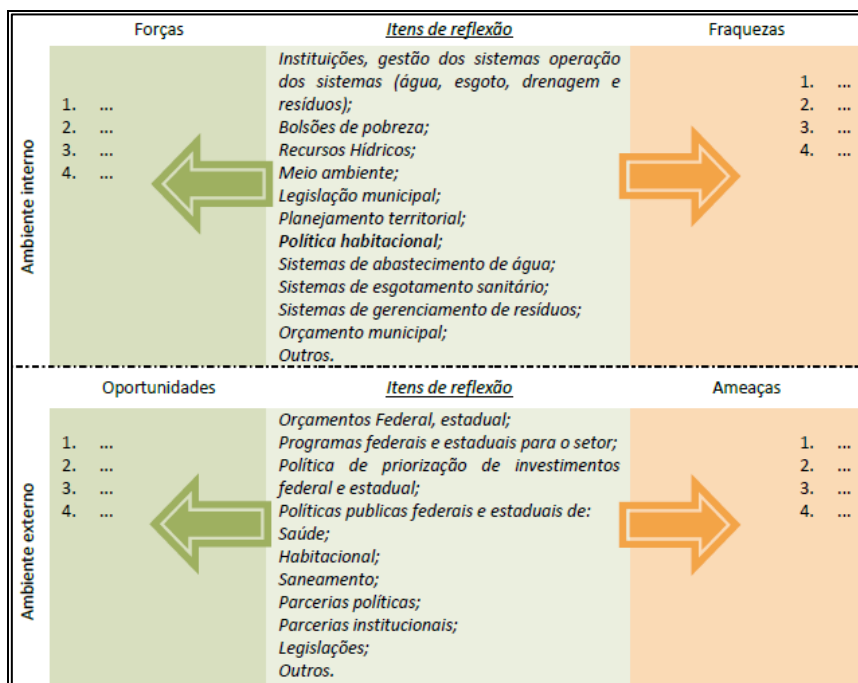 Forças
Itens de reflexão
Fraquezas
Ambiente interno
1. ...
2. ...
3. ...
4. ...
Instituições, gestão dos sistemas operação
dos sistemas (água, esgoto, drenagem e
resíduos);
Bolsões de pobreza;
Recursos Hídricos;
Meio ambiente;
Legislação municipal;
Planejamento territorial;
Política habitacional;
Sistemas de abastecimento de água;
Sistemas de esgotamento sanitário;
Sistemas de gerenciamento de resíduos;
Orçamento municipal;
Outros.
1. ...
2. ...
3. ...
4. ...
Oportunidades
Itens de reflexão
Ameaças
Ambiente externo
1. ...
2. ...
3. ...
4. ...
Orçamentos Federal, estadual;
Programas federais e estaduais para o setor;
Política de priorização de investimentos
federal e estadual;
Políticas publicas federais e estaduais de:
Saúde;
Habitacional;
Saneamento;
Parcerias políticas;
Parcerias institucionais;
Legislações;
Outros.
1. ...
2. ...
3. ...
4. ...